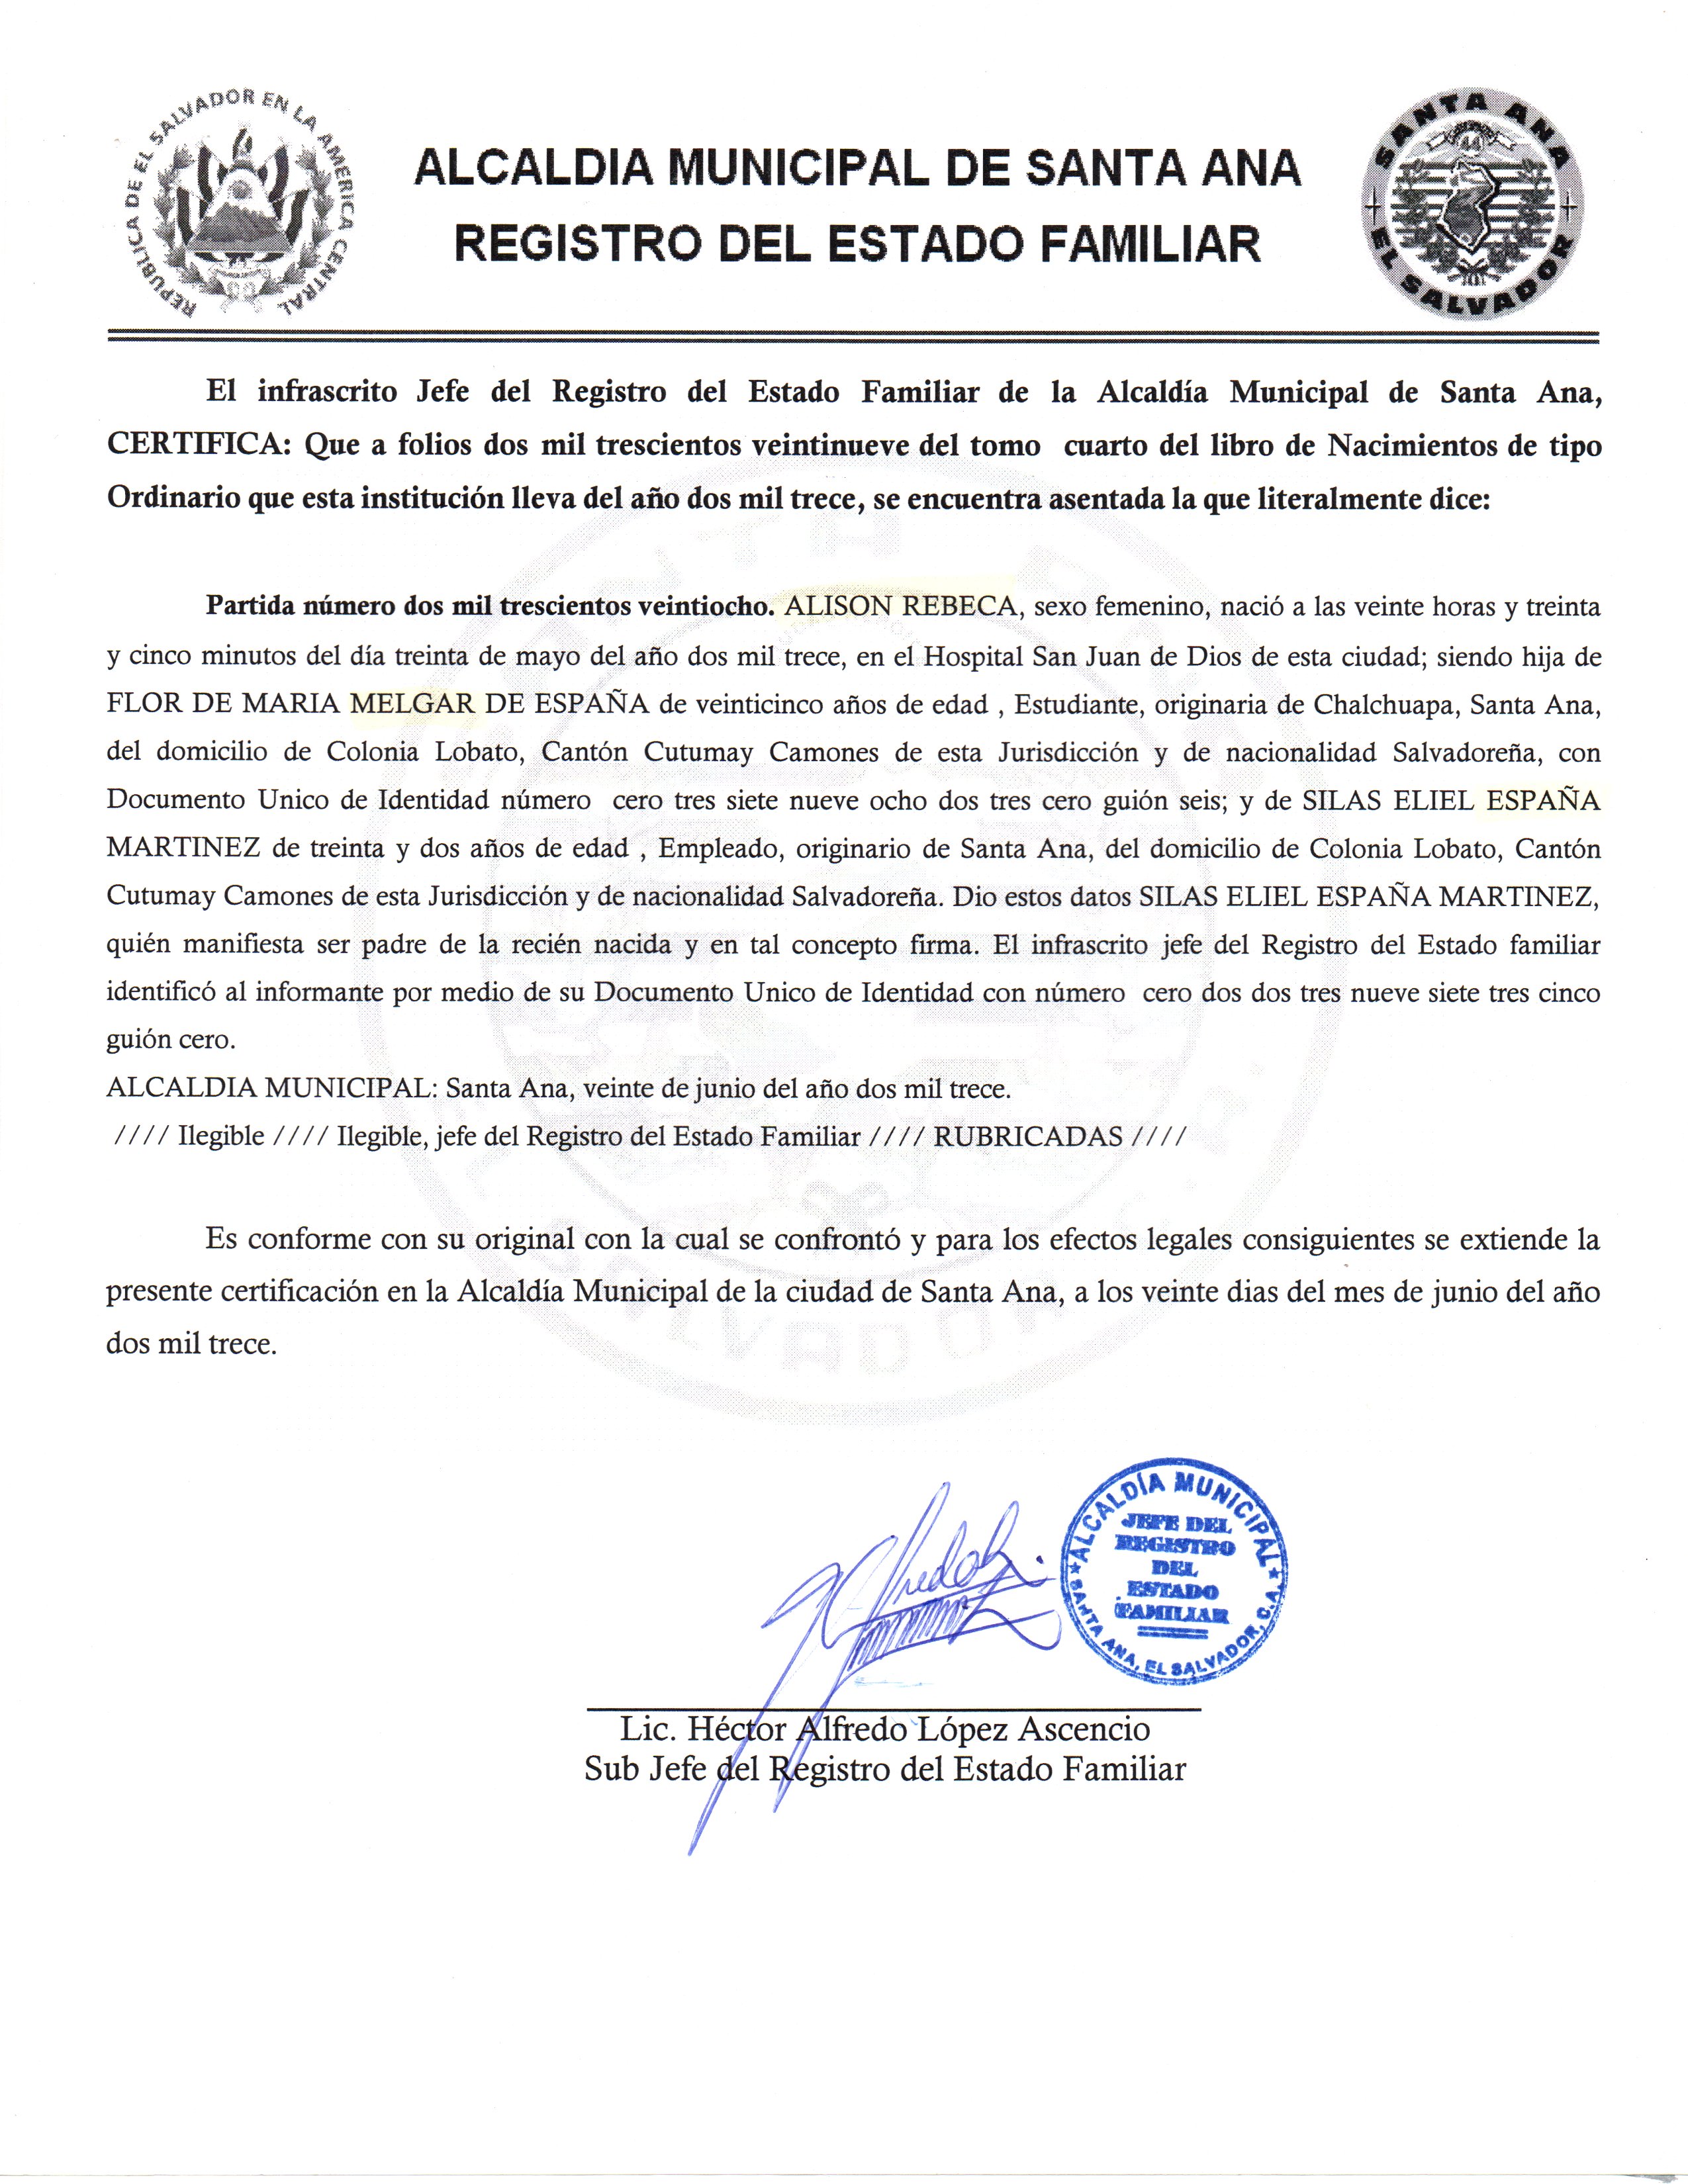 REPUBLICA DE EL SALVADOR EN LA AMERICA CENTRAL
ALCALDIA MUNICIPAL DE SANTA ANA
REGISTRO DEL ESTADO FAMILIAR
SANTA ANA
44
EL SALVADOR
El infrascrito Jefe del Registro del Estado Familiar de la Alcaldía Municipal de Santa Ana,
CERTIFICA: Que a folios dos mil trescientos veintinueve del tomo cuarto del libro de Nacimientos de tipo
Ordinario que esta institución lleva del año dos mil trece, se encuentra asentada la que literalmente dice:
Partida número dos mil trescientos veintiocho. ALISON REBECA, sexo femenino, nació a las veinte horas y treinta
y cinco minutos del día treinta de mayo del año dos mil trece, en el Hospital San Juan de Dios de esta ciudad; siendo hija de
FLOR DE MARIA MELGAR DE ESPAÑA de veinticinco años de edad , Estudiante, originaria de Chalchuapa, Santa Ana,
del domicilio de Colonia Lobato, Cantón Cutumay Camones de esta Jurisdicción y de nacionalidad Salvadoreña, con
Documento Unico de Identidad número cero tres siete nueve ocho dos tres cero guión seis; y de SILAS ELIEL ESPAÑA
MARTINEZ de treinta y dos años de edad , Empleado, originario de Santa Ana, del domicilio de Colonia Lobato, Cantón
Cutumay Camones de esta Jurisdicción y de nacionalidad Salvadoreña. Dio estos datos SILAS ELIEL ESPAÑA MARTINEZ,
quién manifiesta ser padre de la recién nacida y en tal concepto firma. El infrascrito jefe del Registro del Estado familiar
identificó al informante por medio de su Documento Unico de Identidad con número cero dos dos tres nueve siete tres cinco
guión cero.
ALCALDIA MUNICIPAL: Santa Ana, veinte de junio del año dos mil trece.
//// Ilegible //// Ilegible, jefe del Registro del Estado Familiar //// RUBRICADAS ////
Es conforme con su original con la cual se confrontó y para los efectos legales consiguientes se extiende la
presente certificación en la Alcaldía Municipal de la ciudad de Santa Ana, a los veinte dias del mes de junio del año
dos mil trece.
ALCALDÍA MUNICIPAL
JEFE DEL
REGISTRO
DEL
ESTADO
FAMILIAR
SANTA ANA, EL SALVADOR, C.A.
Lic. Héctor Alfredo López Ascencio
Sub Jefe del Registro del Estado Familiar